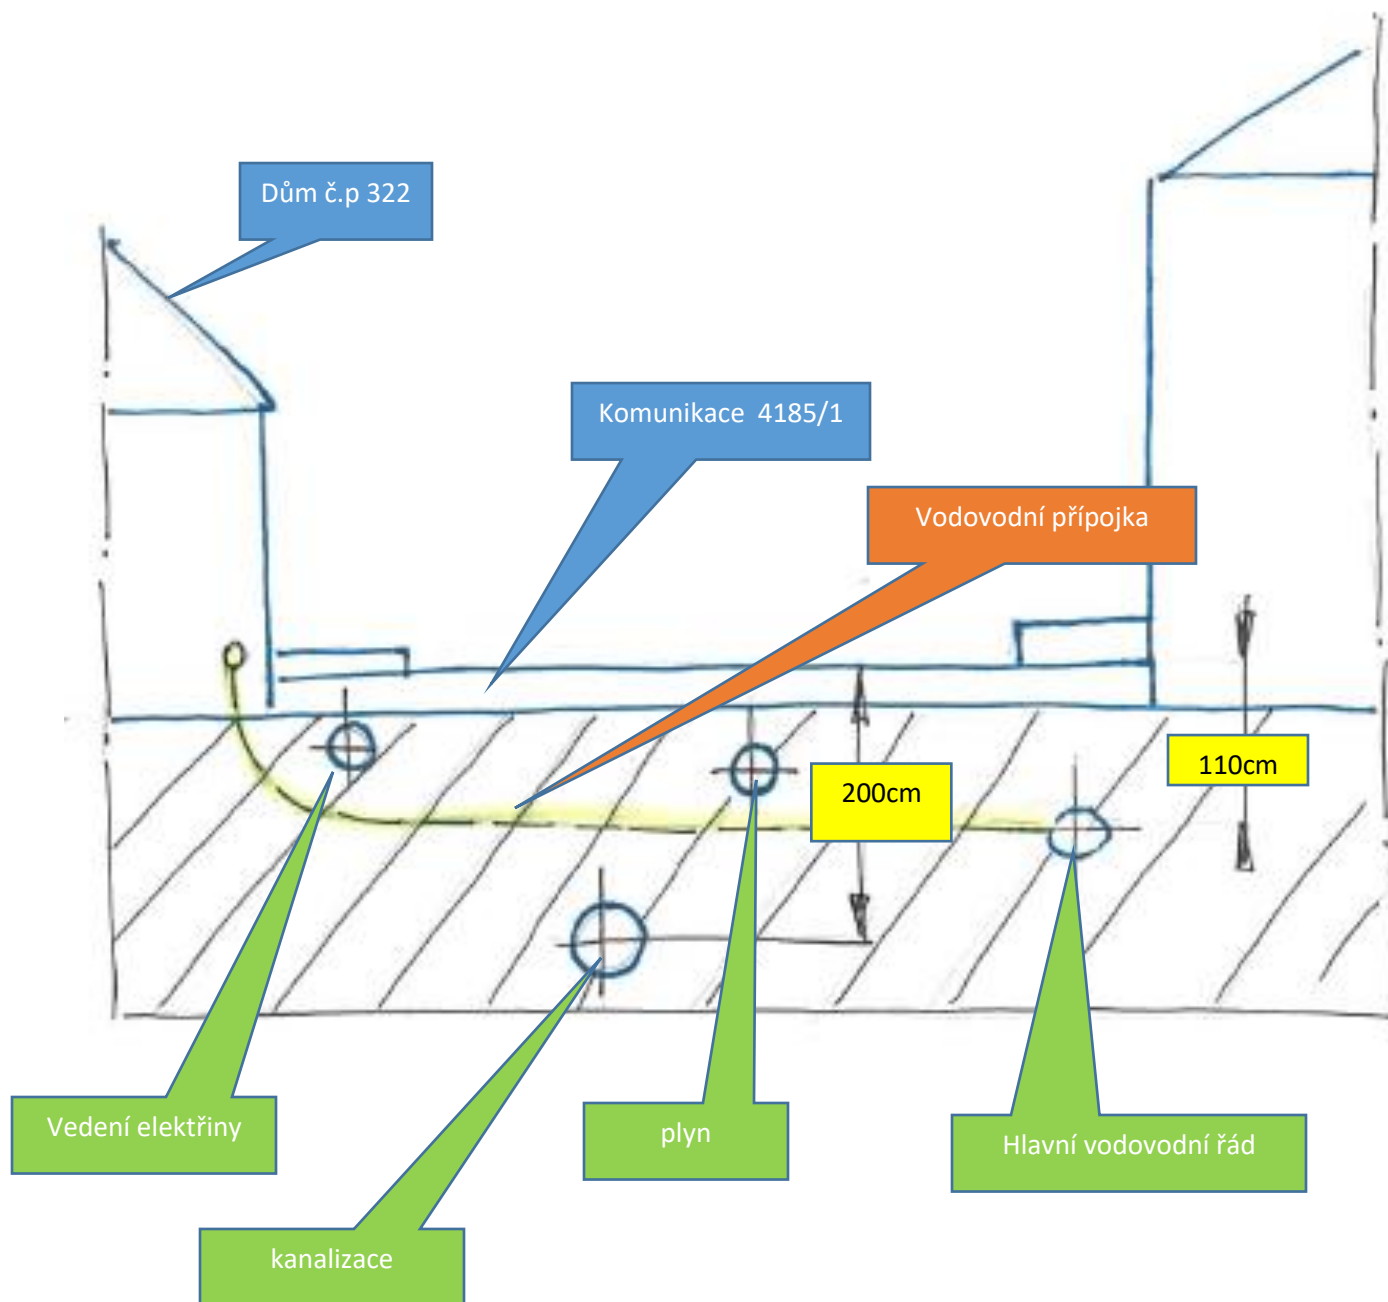 Dům č.p 322
Komunikace  4185/1
Vodovodní přípojka
110cm
200cm
Vedení elektřiny
plyn
Hlavní vodovodní řád
kanalizace